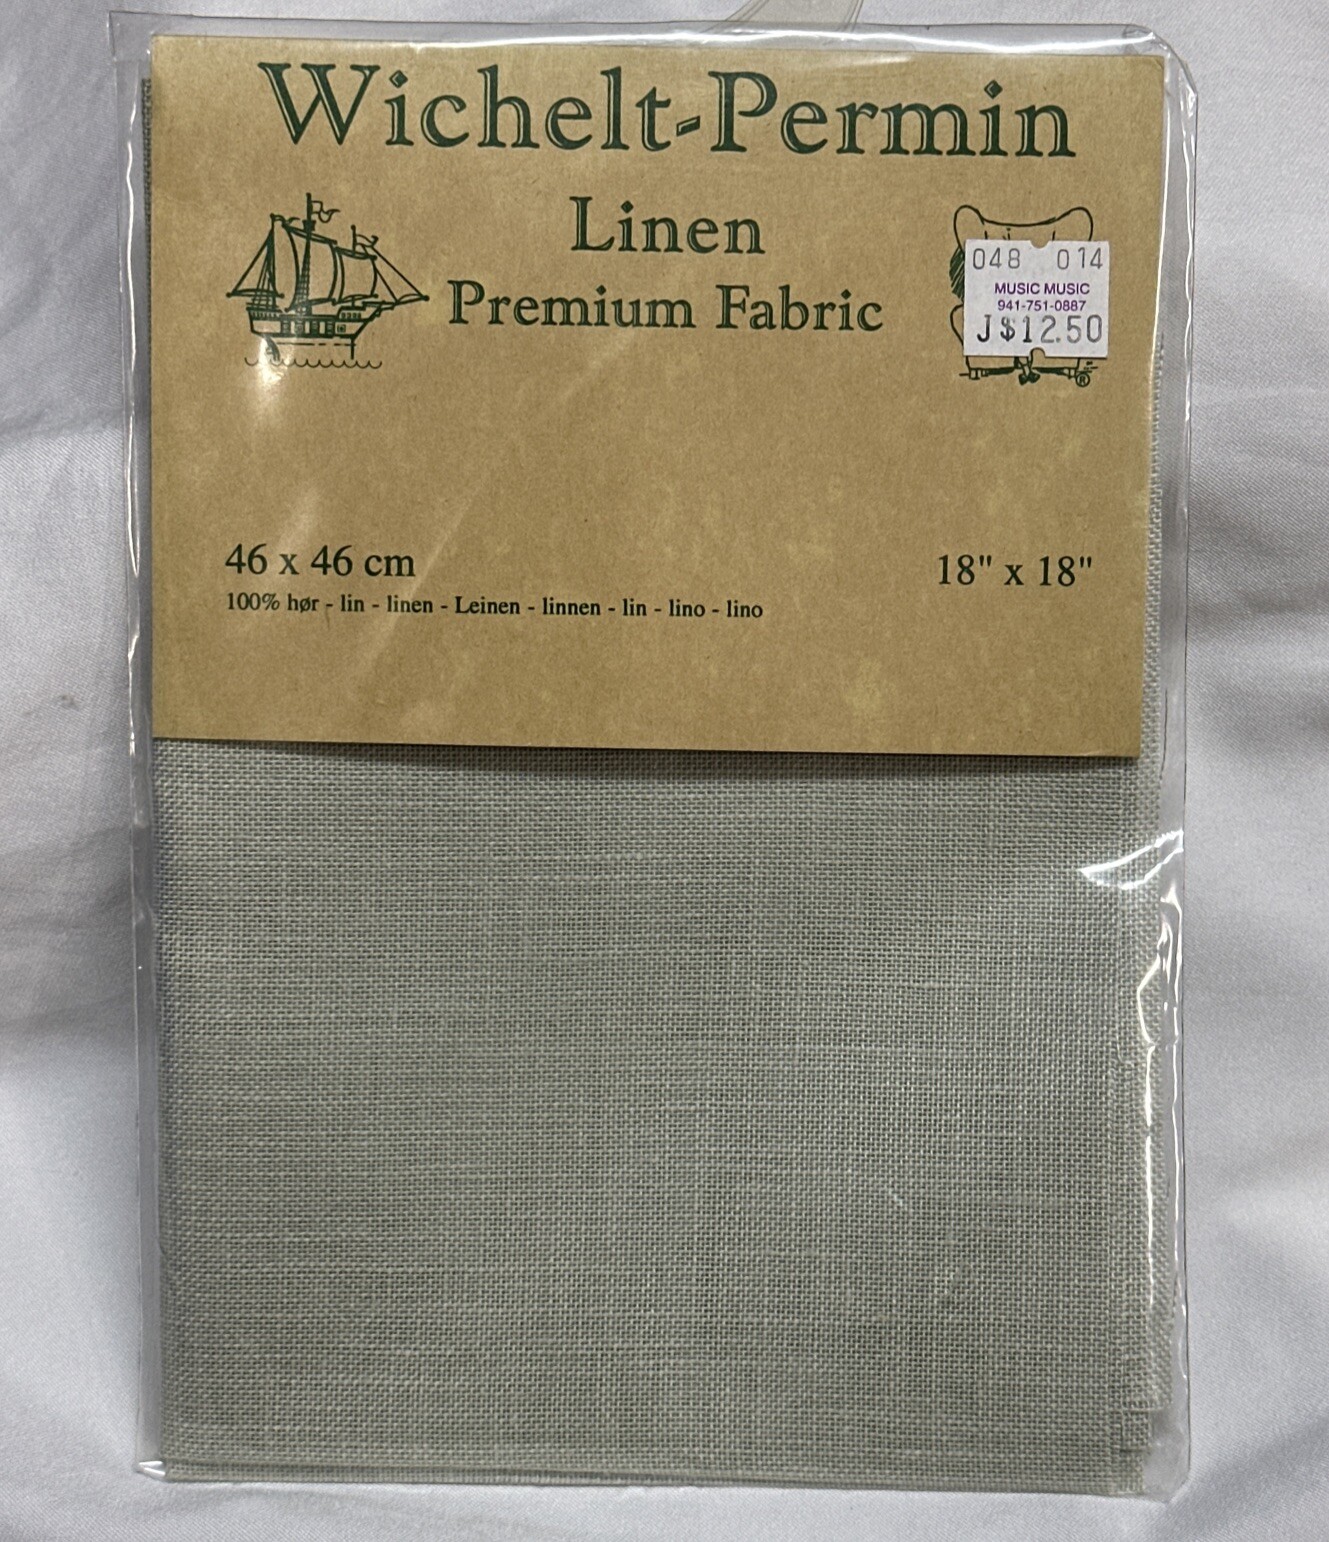 Wichelt-Permin
Linen
Premium Fabric
048 014
MUSIC MUSIC
941-751-0887
J $12.50
®
46 x 46 cm
18" x 18"
100% hør - lin - linen - Leinen - linnen - lin - lino - lino